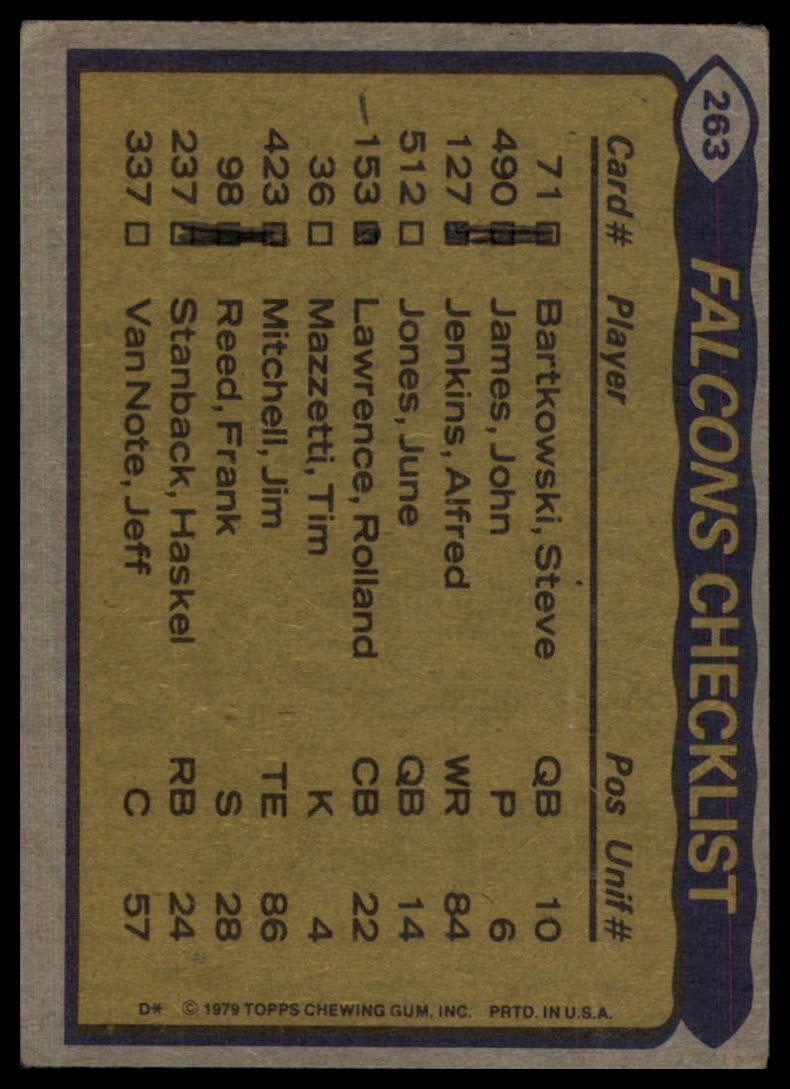 263
FALCONS CHECKLIST
Card# Player Pos Unif#
71 Bartkowski, Steve QB 10
490 James, John P 6
127 Jenkins, Alfred WR 84
512 Jones, June QB 14
153 Lawrence, Rolland CB 22
36 Mazzetti, Tim K 4
423 Mitchell, Jim TE 86
98 Reed, Frank S 28
237 Stanback, Haskel RB 24
337 Van Note, Jeff C 57
D* © 1979 TOPPS CHEWING GUM, INC. PRTD. IN U.S.A.